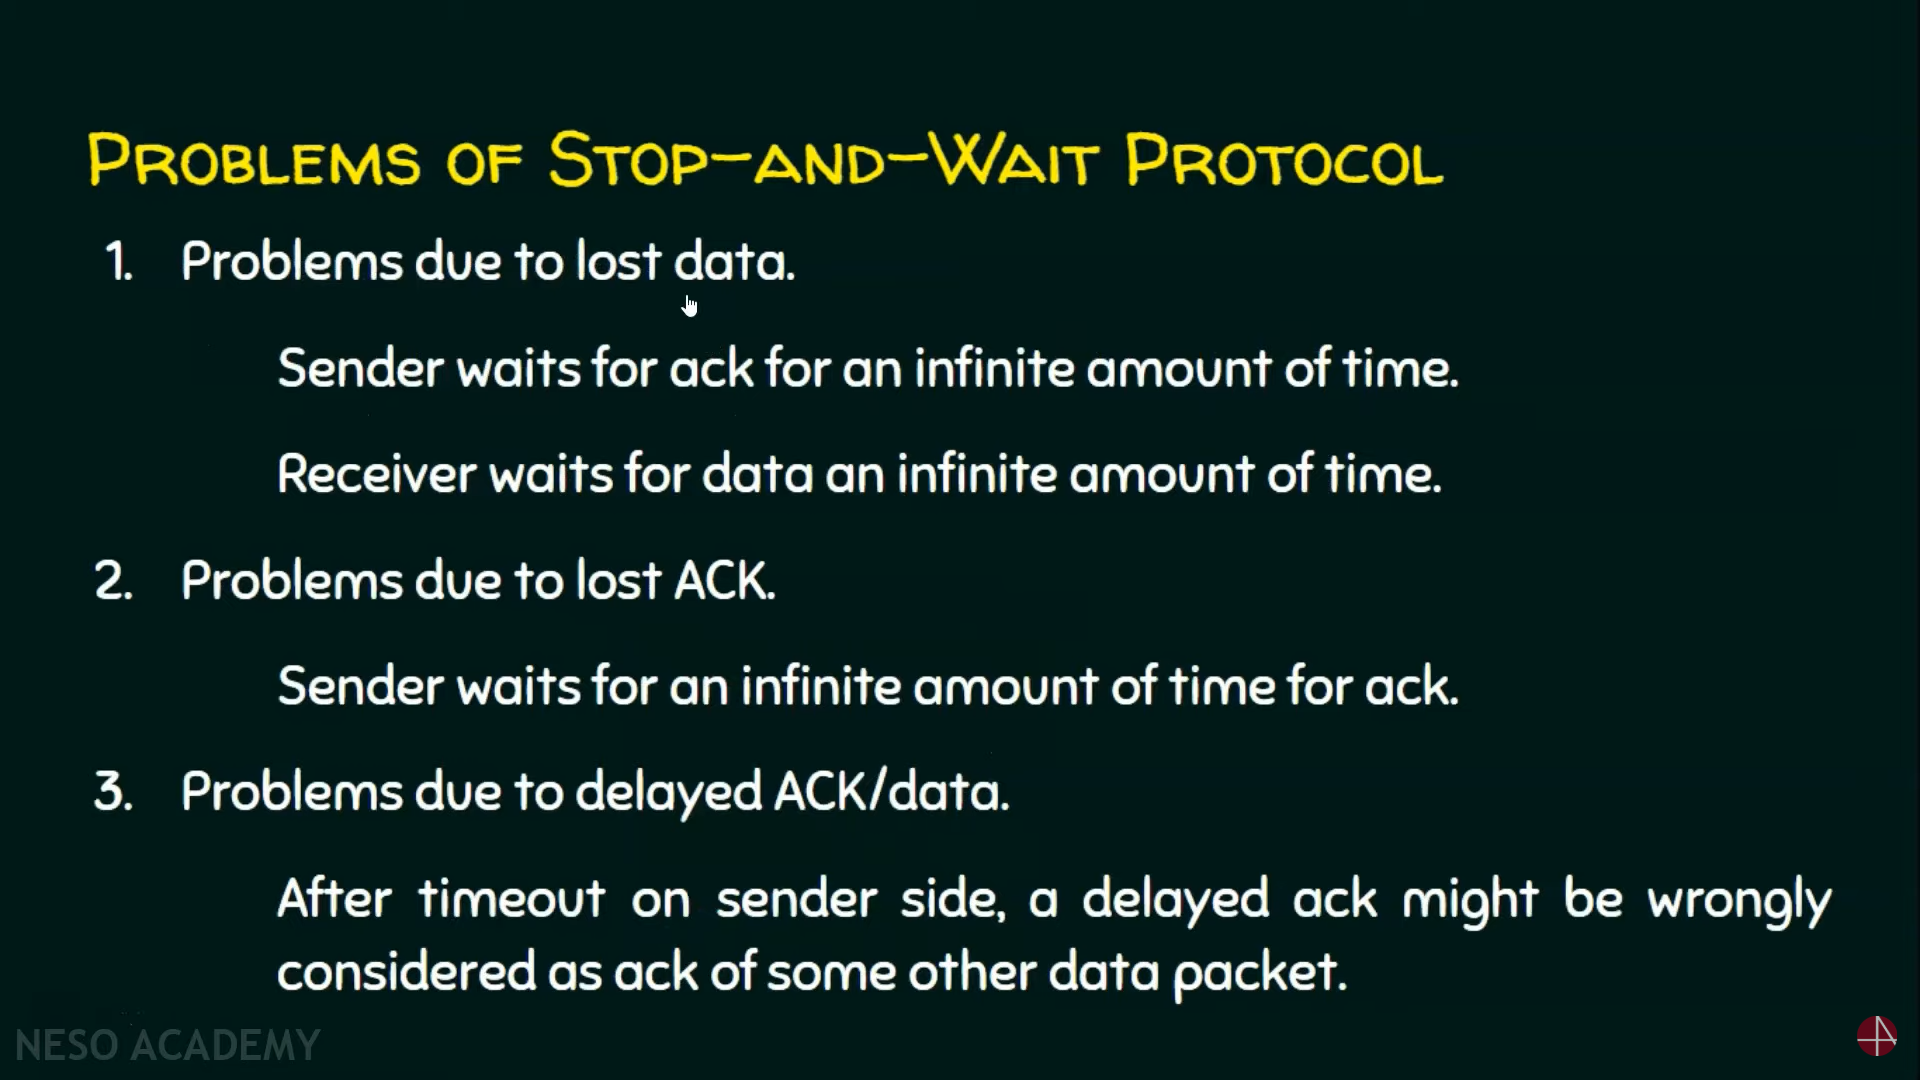 Problems of Stop-and-Wait Protocol
1. Problems due to lost data.
Sender waits for ack for an infinite amount of time.
Receiver waits for data an infinite amount of time.
2. Problems due to lost ACK.
Sender waits for an infinite amount of time for ack.
3. Problems due to delayed ACK/data.
After timeout on sender side, a delayed ack might be wrongly
considered as ack of some other data packet.
NESO ACADEMY